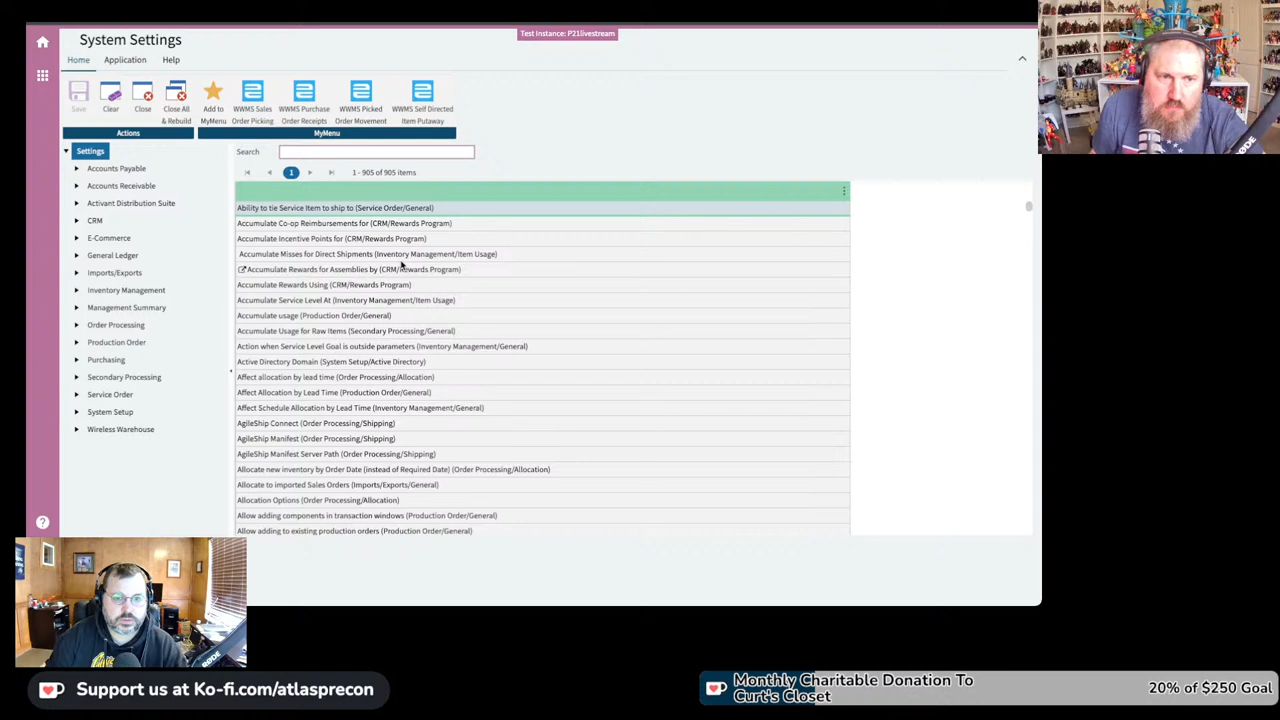 System Settings
Test Instance: P21livestream
Home
Application
Help
Save
Clear
Close
Close All
& Rebuild
Add to
MyMenu
WWMS Sales
Order Picking
WWMS Purchase
Order Receipts
WWMS Picked
Order Movement
WWMS Self Directed
Item Putaway
Actions
MyMenu
Settings
Accounts Payable
Accounts Receivable
Activant Distribution Suite
CRM
E-Commerce
General Ledger
Imports/Exports
Inventory Management
Management Summary
Order Processing
Production Order
Purchasing
Secondary Processing
Service Order
System Setup
Wireless Warehouse
Search
1
1 - 905 of 905 items
Ability to tie Service Item to ship to (Service Order/General)
Accumulate Co-op Reimbursements for (CRM/Rewards Program)
Accumulate Incentive Points for (CRM/Rewards Program)
Accumulate Misses for Direct Shipments (Inventory Management/Item Usage)
Accumulate Rewards for Assemblies by (CRM/Rewards Program)
Accumulate Rewards Using (CRM/Rewards Program)
Accumulate Service Level At (Inventory Management/Item Usage)
Accumulate usage (Production Order/General)
Accumulate Usage for Raw Items (Secondary Processing/General)
Action when Service Level Goal is outside parameters (Inventory Management/General)
Active Directory Domain (System Setup/Active Directory)
Affect allocation by lead time (Order Processing/Allocation)
Affect Allocation by Lead Time (Production Order/General)
Affect Schedule Allocation by Lead Time (Inventory Management/General)
AgileShip Connect (Order Processing/Shipping)
AgileShip Manifest (Order Processing/Shipping)
AgileShip Manifest Server Path (Order Processing/Shipping)
Allocate new inventory by Order Date (instead of Required Date) (Order Processing/Allocation)
Allocate to imported Sales Orders (Imports/Exports/General)
Allocation Options (Order Processing/Allocation)
Allow adding components in transaction windows (Production Order/General)
Allow adding to existing production orders (Production Order/General)
RØDE
RØDE
Support us at Ko-fi.com/atlasprecon
Monthly Charitable Donation To
Curt's Closet
20% of $250 Goal